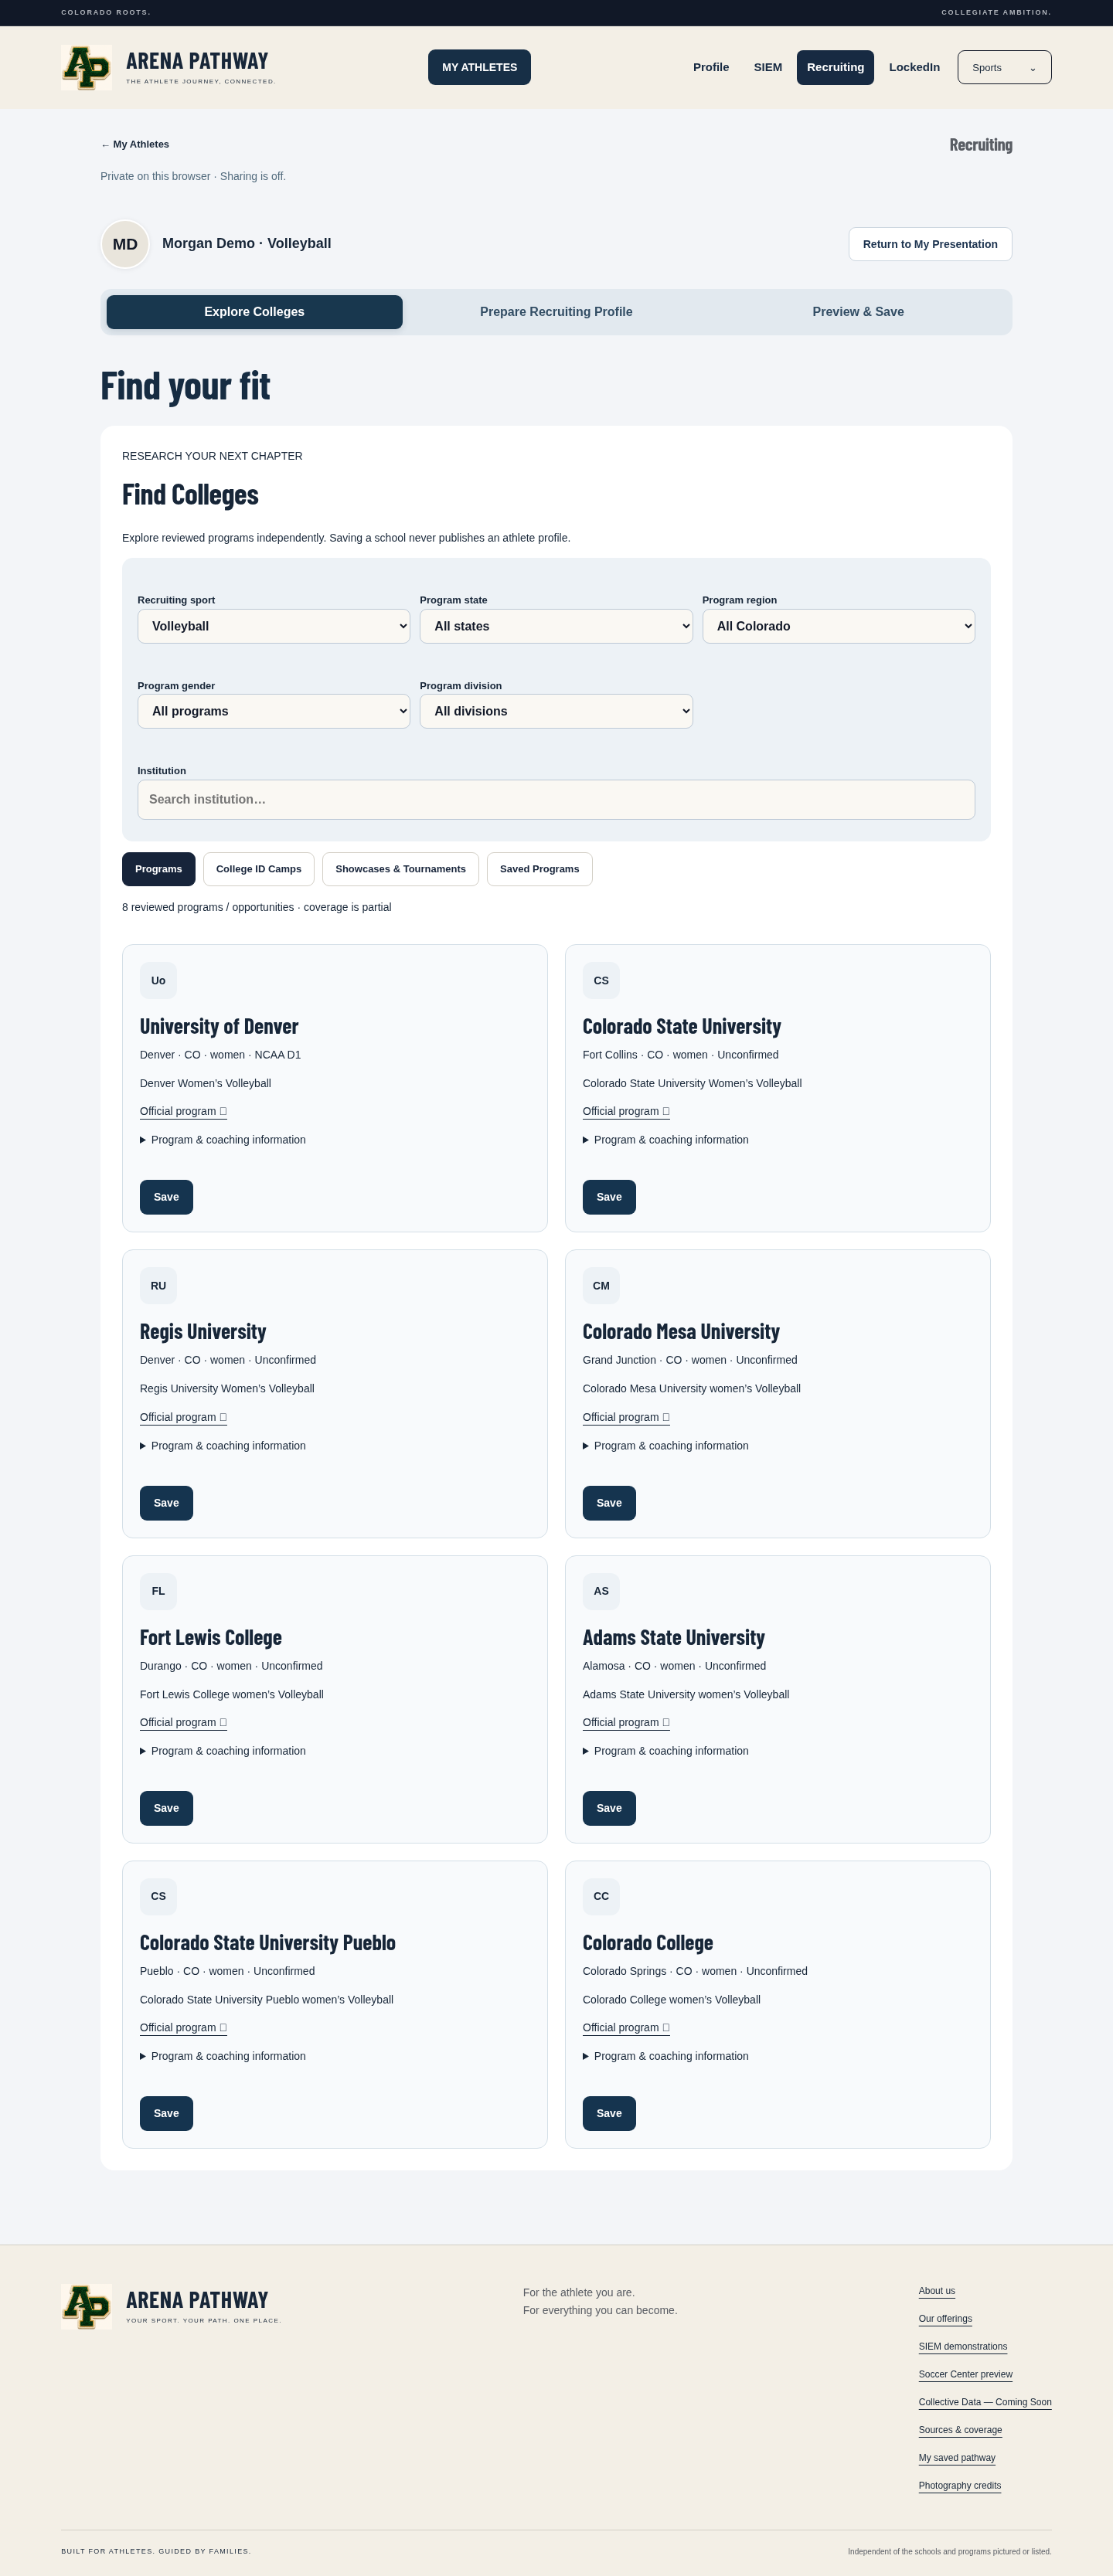 COLORADO ROOTS.
COLLEGIATE AMBITION.
AP
ARENA PATHWAY
THE ATHLETE JOURNEY, CONNECTED.
MY ATHLETES
Profile
SIEM
Recruiting
LockedIn
Sports
← My Athletes
Recruiting
Private on this browser · Sharing is off.
MD
Morgan Demo · Volleyball
Return to My Presentation
Explore Colleges
Prepare Recruiting Profile
Preview & Save
Find your fit
RESEARCH YOUR NEXT CHAPTER
Find Colleges
Explore reviewed programs independently. Saving a school never publishes an athlete profile.
Recruiting sport
Program state
Program region
Volleyball
All states
All Colorado
Program gender
Program division
All programs
All divisions
Institution
Search institution…
Programs
College ID Camps
Showcases & Tournaments
Saved Programs
8 reviewed programs / opportunities · coverage is partial
Uo
University of Denver
Denver · CO · women · NCAA D1
Denver Women’s Volleyball
Official program
Program & coaching information
Save
CS
Colorado State University
Fort Collins · CO · women · Unconfirmed
Colorado State University Women’s Volleyball
Official program
Program & coaching information
Save
RU
Regis University
Denver · CO · women · Unconfirmed
Regis University Women’s Volleyball
Official program
Program & coaching information
Save
CM
Colorado Mesa University
Grand Junction · CO · women · Unconfirmed
Colorado Mesa University women’s Volleyball
Official program
Program & coaching information
Save
FL
Fort Lewis College
Durango · CO · women · Unconfirmed
Fort Lewis College women’s Volleyball
Official program
Program & coaching information
Save
AS
Adams State University
Alamosa · CO · women · Unconfirmed
Adams State University women’s Volleyball
Official program
Program & coaching information
Save
CS
Colorado State University Pueblo
Pueblo · CO · women · Unconfirmed
Colorado State University Pueblo women’s Volleyball
Official program
Program & coaching information
Save
CC
Colorado College
Colorado Springs · CO · women · Unconfirmed
Colorado College women’s Volleyball
Official program
Program & coaching information
Save
AP
ARENA PATHWAY
YOUR SPORT. YOUR PATH. ONE PLACE.
For the athlete you are.
For everything you can become.
About us
Our offerings
SIEM demonstrations
Soccer Center preview
Collective Data — Coming Soon
Sources & coverage
My saved pathway
Photography credits
BUILT FOR ATHLETES. GUIDED BY FAMILIES.
Independent of the schools and programs pictured or listed.